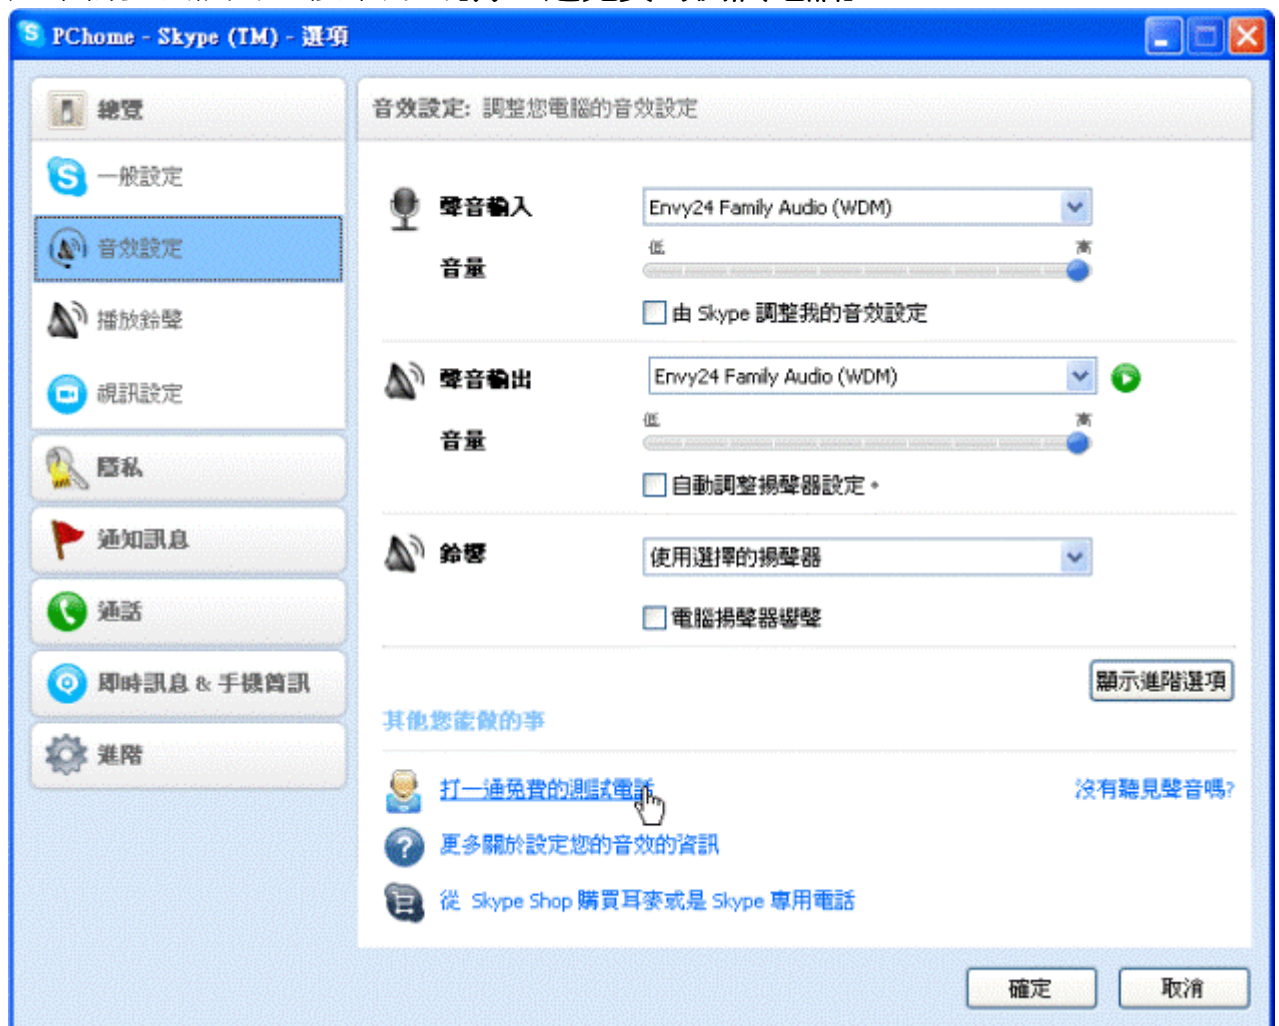 PChome - Skype (TM) - 選項
總覽
一般設定
音效設定
播放鈴聲
視訊設定
隱私
通知訊息
通話
即時訊息 & 手機簡訊
進階
音效設定: 調整您電腦的音效設定
聲音輸入
Envy24 Family Audio (WDM)
音量
低
高
由 Skype 調整我的音效設定
聲音輸出
Envy24 Family Audio (WDM)
音量
低
高
自動調整揚聲器設定。
鈴響
使用選擇的揚聲器
電腦揚聲器響聲
顯示進階選項
其他您能做的事
打一通免費的測試電話
沒有聽見聲音嗎?
更多關於設定您的音效的資訊
從 Skype Shop 購買耳麥或是 Skype 專用電話
確定
取消